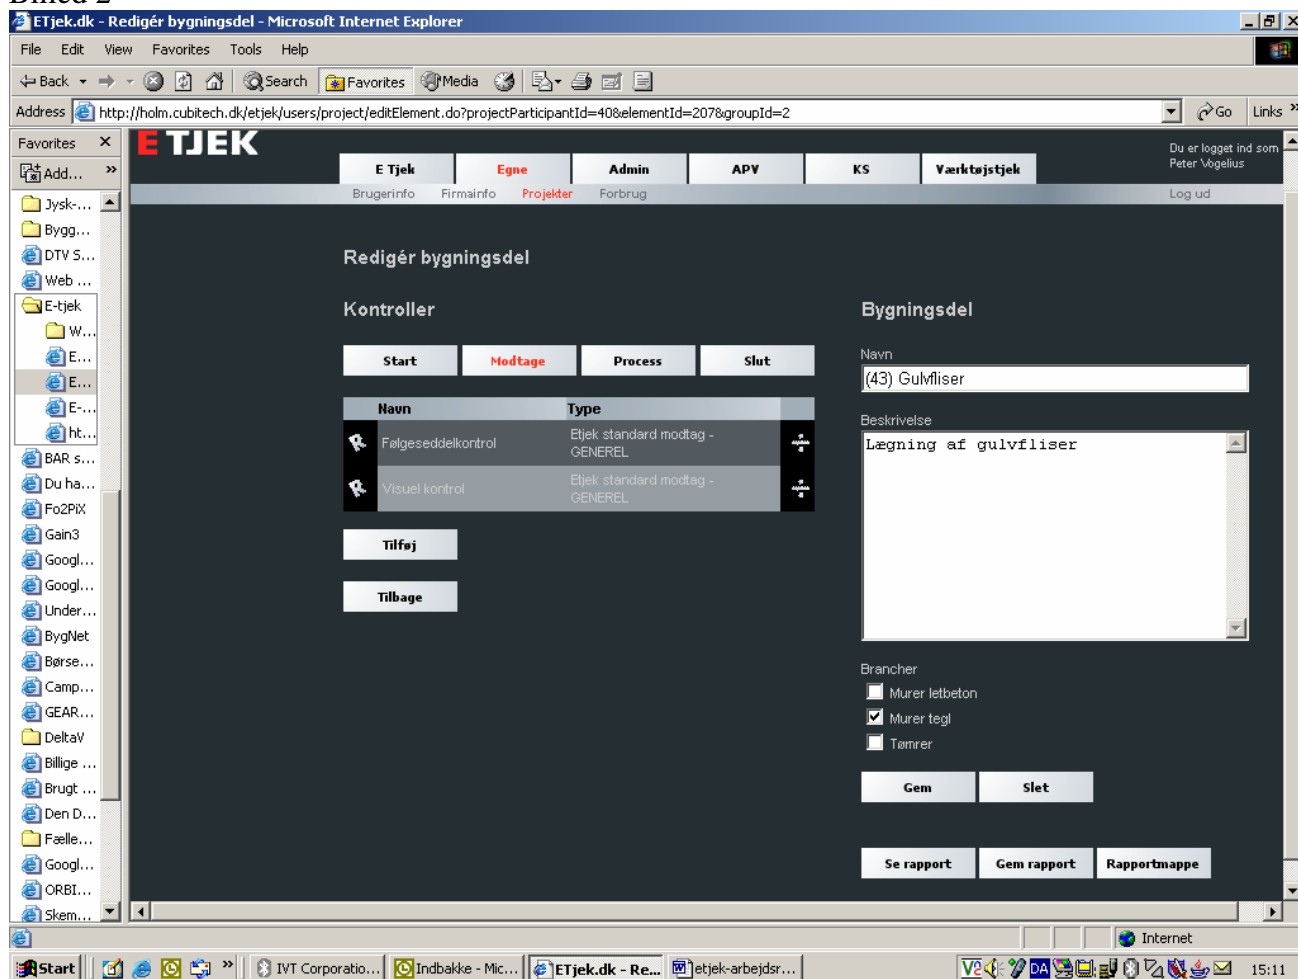 Billed 2
ETjek.dk - Redigér bygningsdel - Microsoft Internet Explorer
File Edit View Favorites Tools Help
Back Search Favorites Media
Address http://holm.cubitech.dk/etjek/users/project/editElement.do?projectParticipantId=40&elementId=207&groupId=2 Go Links »
Favorites ×
Add... »
Jysk-...
Bygg...
DTV S...
Web ...
E-tjek
W...
E...
E...
E-...
ht...
BAR s...
Du ha...
Fo2PiX
Gain3
Googl...
Googl...
Under...
BygNet
Børse...
Camp...
GEAR...
DeltaV
Billige ...
Brugt ...
Den D...
Fælle...
Googl...
ORBI...
Skem...
E TJEK
Du er logget ind som
Peter Vogelius
E Tjek Egne Admin APV KS Værktøjstjek
Brugerinfo Firmainfo Projekter Forbrug Log ud
Redigér bygningsdel
Kontroller
Start Modtage Process Slut
Navn Type
Følgeseddelkontrol Etjek standard modtag -
GENEREL
Visuel kontrol Etjek standard modtag -
GENEREL
Tilføj
Tilbage
Bygningsdel
Navn
(43) Gulvfliser
Beskrivelse
Lægning af gulvfliser
Brancher
Murer letbeton
Murer tegl
Tømrer
Gem Slet
Se rapport Gem rapport Rapportmappe
Internet
Start » IVT Corporatio... Indbakke - Mic... ETjek.dk - Re... etjek-arbejdsr... DA 15:11